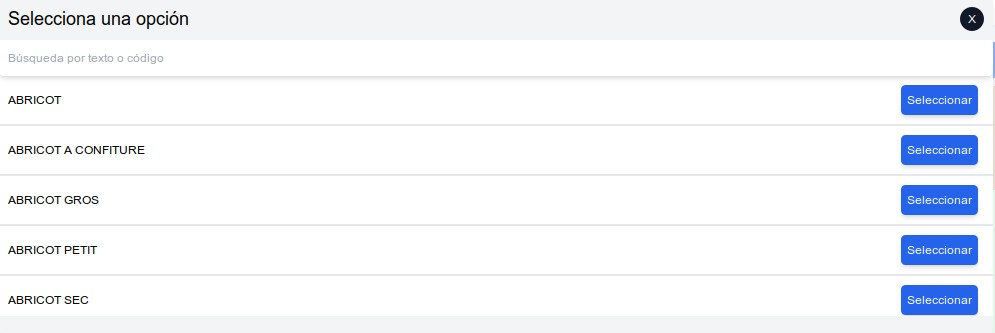 Selecciona una opción
X
Búsqueda por texto o código
ABRICOT
Seleccionar
ABRICOT A CONFITURE
Seleccionar
ABRICOT GROS
Seleccionar
ABRICOT PETIT
Seleccionar
ABRICOT SEC
Seleccionar